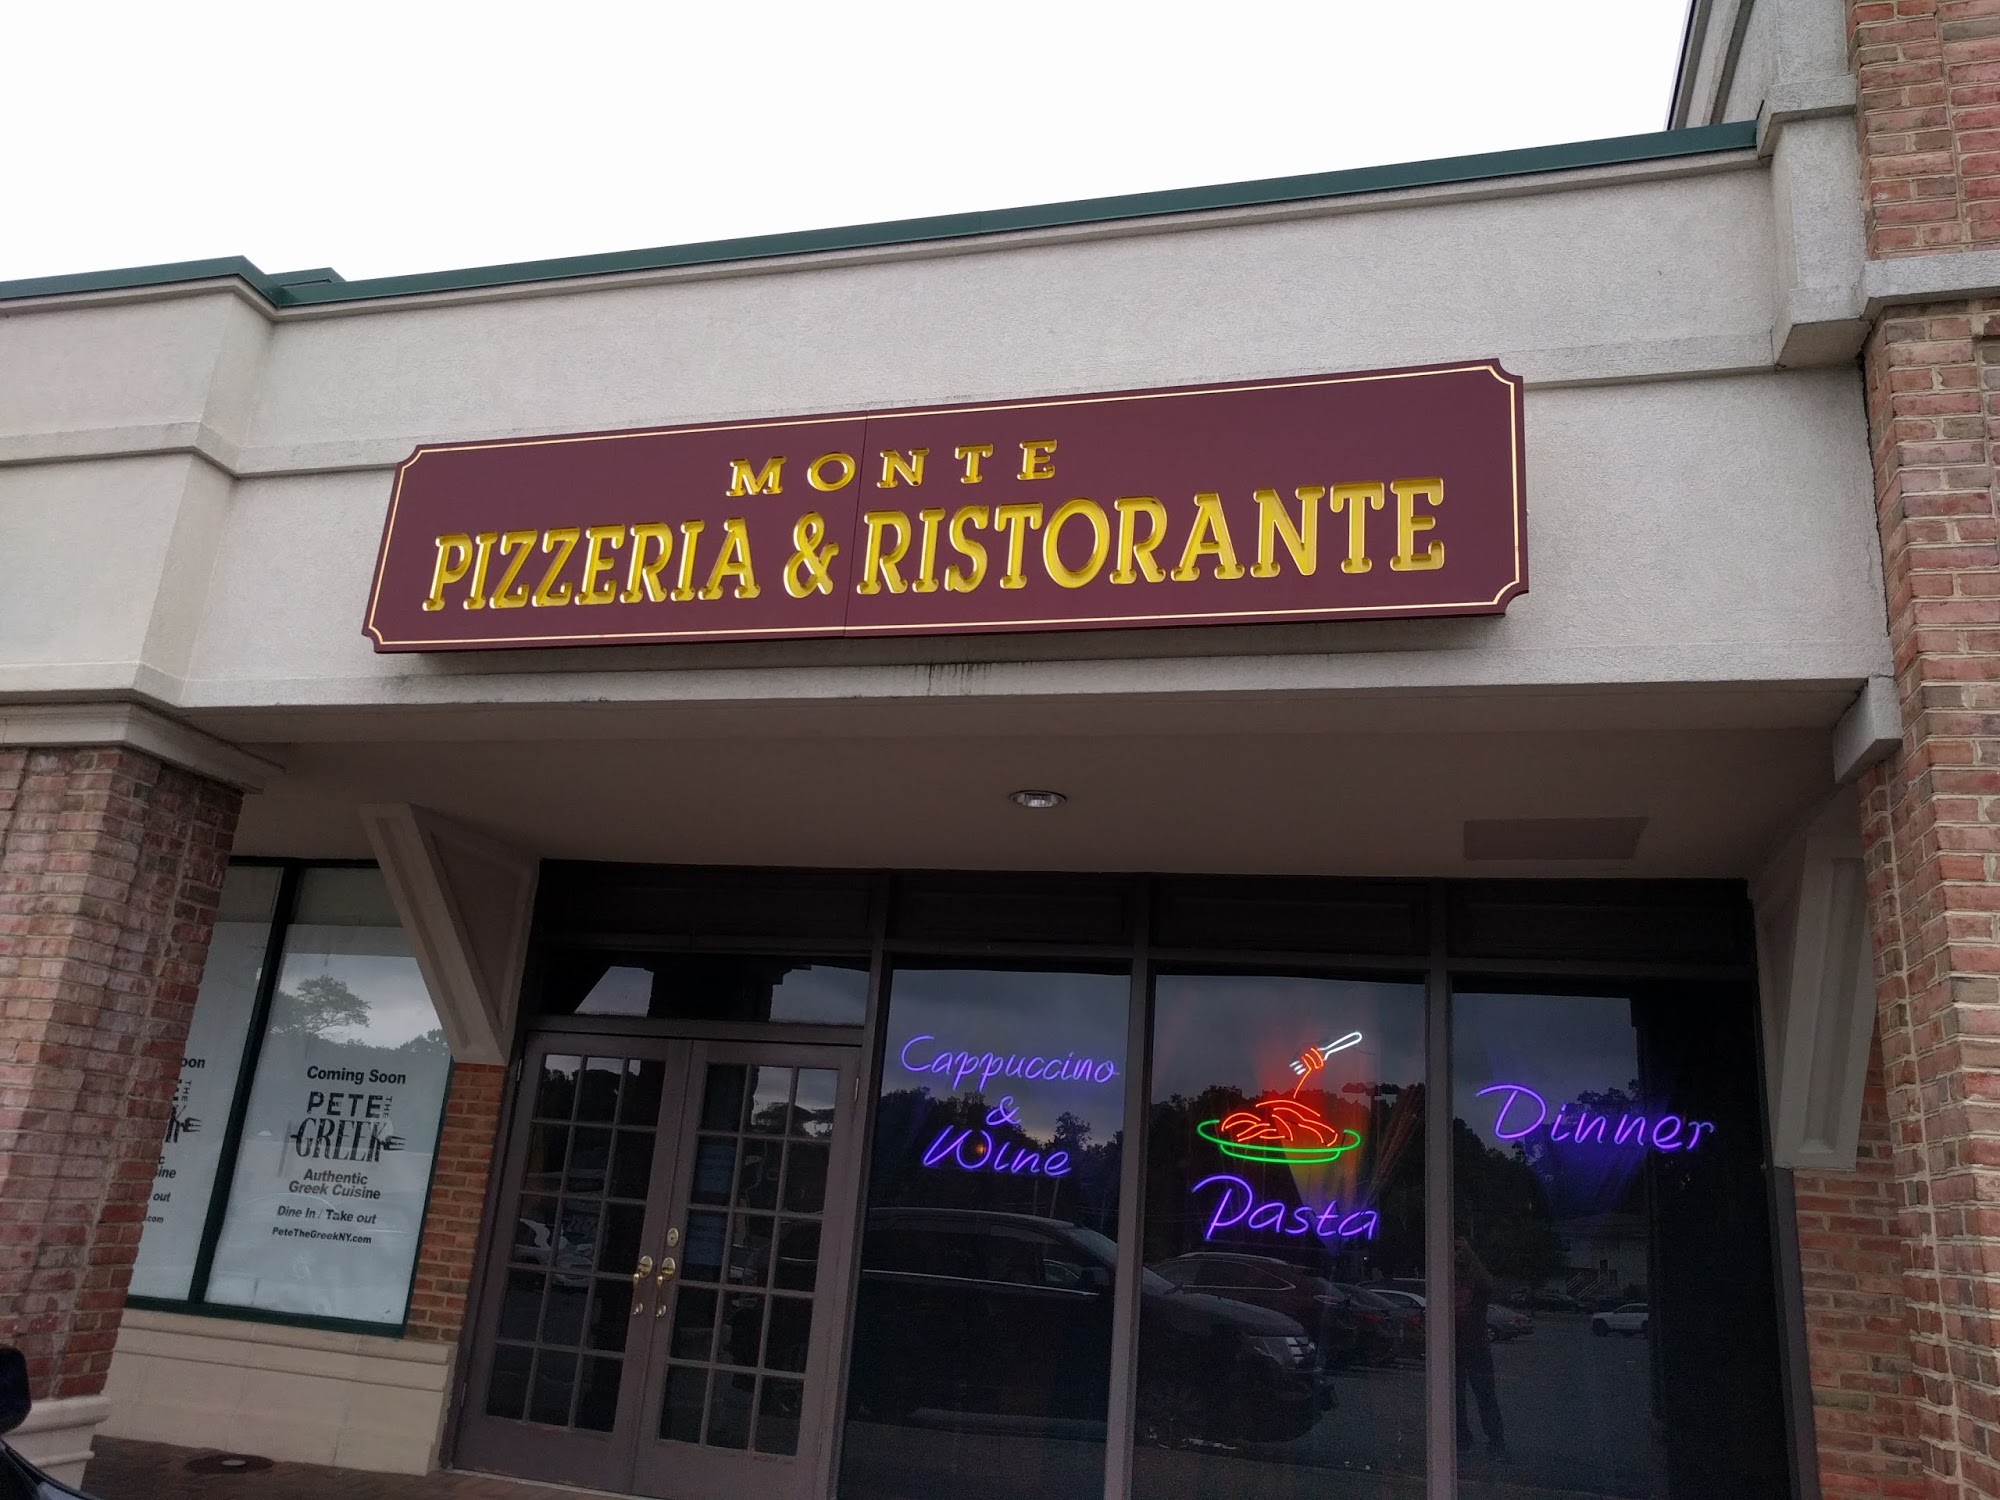 MONTE
PIZZERIA & RISTORANTE
Cappuccino
&
Wine
Pasta
Dinner
Coming Soon
PETE THE
GREEK
Authentic
Greek Cuisine
Dine In / Take out
PeteTheGreekNY.com